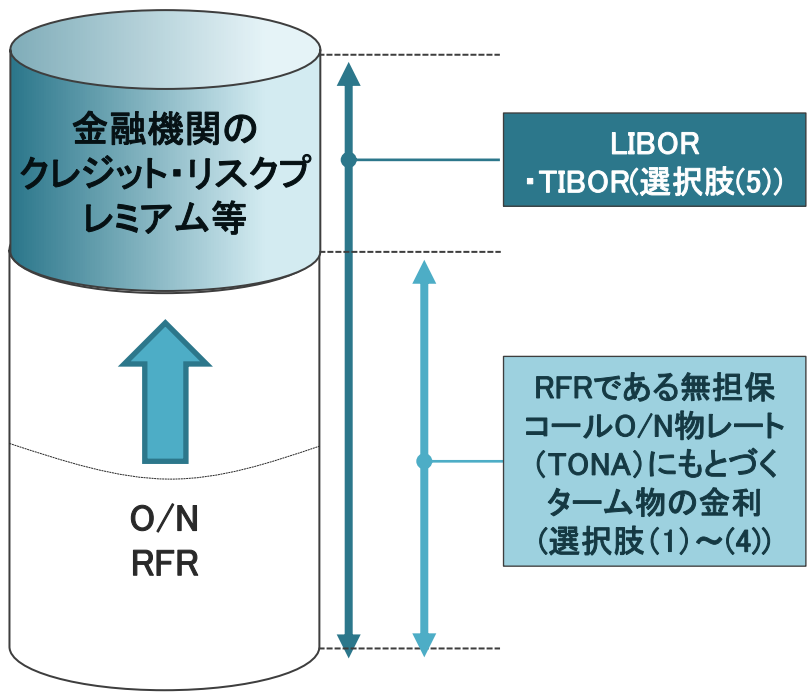 金融機関の
クレジット・リスクプ
レミアム等
O/N
RFR
LIBOR
・TIBOR(選択肢(5))
RFRである無担保
コールO/N物レート
(TONA)にもとづく
ターム物の金利
(選択肢(1)～(4))